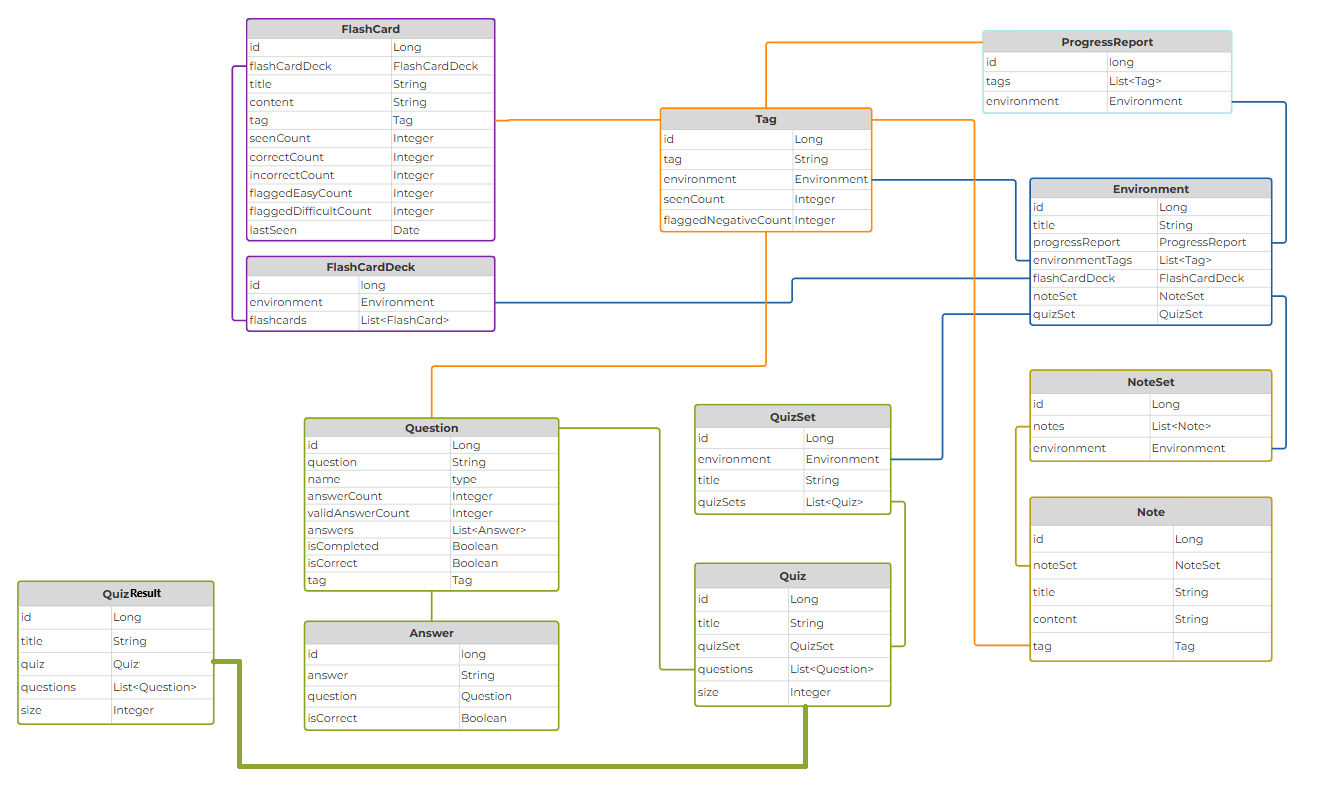 FlashCard
id Long
flashCardDeck FlashCardDeck
title String
content String
tag Tag
seenCount Integer
correctCount Integer
incorrectCount Integer
flaggedEasyCount Integer
flaggedDifficultCount Integer
lastSeen Date
ProgressReport
id long
tags List<Tag>
environment Environment
Tag
id Long
tag String
environment Environment
seenCount Integer
flaggedNegativeCount Integer
Environment
id Long
title String
progressReport ProgressReport
environmentTags List<Tag>
flashCardDeck FlashCardDeck
noteSet NoteSet
quizSet QuizSet
FlashCardDeck
id long
environment Environment
flashcards List<FlashCard>
NoteSet
id Long
notes List<Note>
environment Environment
Question
id Long
question String
name type
answerCount Integer
validAnswerCount Integer
answers List<Answer>
isCompleted Boolean
isCorrect Boolean
tag Tag
QuizSet
id Long
environment Environment
title String
quizSets List<Quiz>
Note
id Long
noteSet NoteSet
title String
content String
tag Tag
QuizResult
id Long
title String
quiz Quiz
questions List<Question>
size Integer
Answer
id long
answer String
question Question
isCorrect Boolean
Quiz
id Long
title String
quizSet QuizSet
questions List<Question>
size Integer